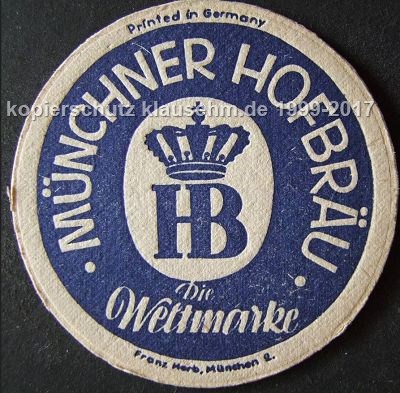 Printed in Germany
MÜNCHNER HOFBRÄU
kopierschutz klausehm.de 1999-2017
HB
Die
Weltmarke
Franz Herb, München 2.